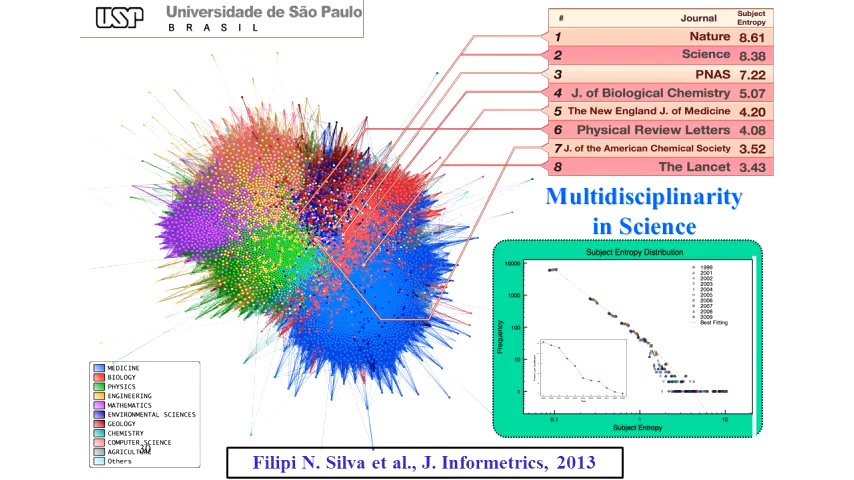 USP
Universidade de São Paulo
BRASIL
# Journal Subject Entropy
1 Nature 8.61
2 Science 8.38
3 PNAS 7.22
4 J. of Biological Chemistry 5.07
5 The New England J. of Medicine 4.20
6 Physical Review Letters 4.08
7 J. of the American Chemical Society 3.52
8 The Lancet 3.43
Multidisciplinarity
in Science
Subject Entropy Distribution
Frequency
10000
1000
100
10
1
0.1 1 10
Subject Entropy
1999
2001
2002
2003
2004
2005
2006
2007
2008
2009
Best Fitting
MEDICINE
BIOLOGY
PHYSICS
ENGINEERING
MATHEMATICS
ENVIRONMENTAL SCIENCES
GEOLOGY
CHEMISTRY
COMPUTER SCIENCE
AGRICULTURE
Others
30
Filipi N. Silva et al., J. Informetrics, 2013